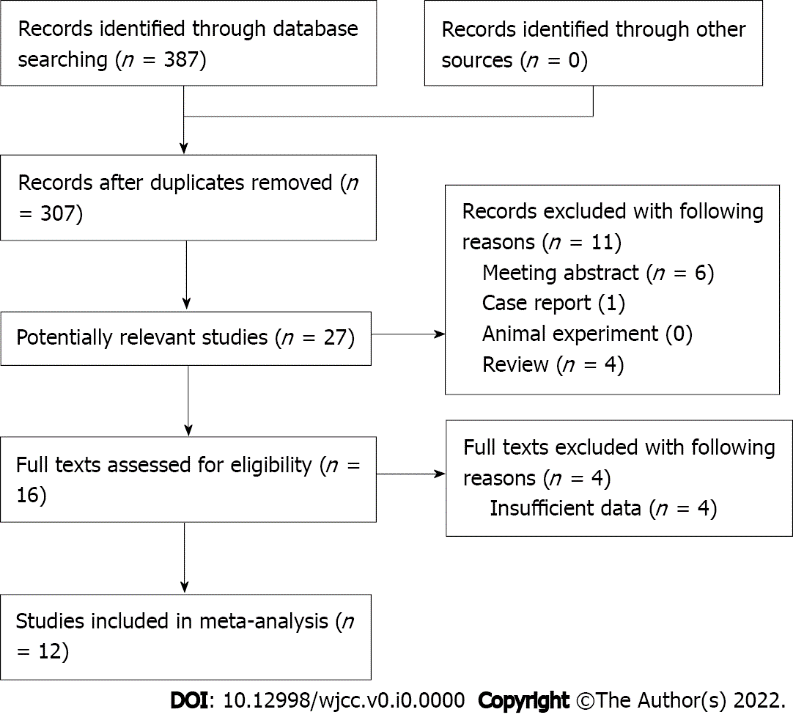 Records identified through database
searching (n = 387)
Records identified through other
sources (n = 0)
Records after duplicates removed (n
= 307)
Records excluded with following
reasons (n = 11)
Meeting abstract (n = 6)
Case report (1)
Animal experiment (0)
Review (n = 4)
Potentially relevant studies (n = 27)
Full texts assessed for eligibility (n =
16)
Full texts excluded with following
reasons (n = 4)
Insufficient data (n = 4)
Studies included in meta-analysis (n
= 12)
DOI: 10.12998/wjcc.v0.i0.0000 Copyright ©The Author(s) 2022.